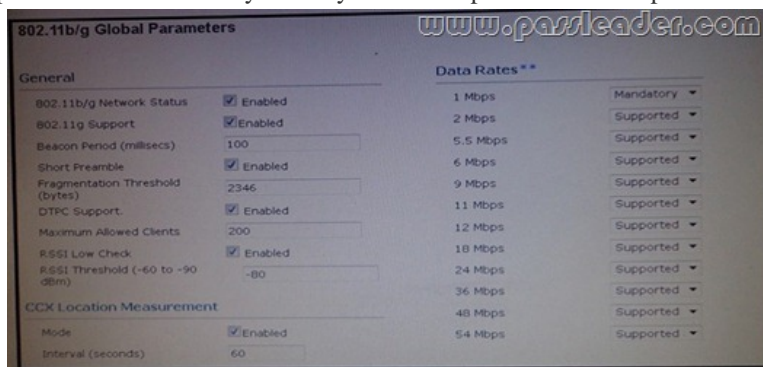 802.11b/g Global Parameters
www.passleader.com
General
802.11b/g Network Status Enabled
802.11g Support Enabled
Beacon Period (millisecs) 100
Short Preamble Enabled
Fragmentation Threshold (bytes) 2346
DTPC Support. Enabled
Maximum Allowed Clients 200
RSSI Low Check Enabled
RSSI Threshold (-60 to -90 dBm) -80
CCX Location Measurement
Mode Enabled
Interval (seconds) 60
Data Rates**
1 Mbps Mandatory
2 Mbps Supported
5.5 Mbps Supported
6 Mbps Supported
9 Mbps Supported
11 Mbps Supported
12 Mbps Supported
18 Mbps Supported
24 Mbps Supported
36 Mbps Supported
48 Mbps Supported
54 Mbps Supported